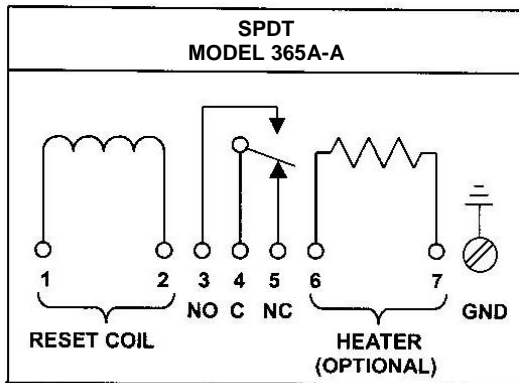 SPDT
MODEL 365A-A
1 2 3 4 5 6 7
NO C NC GND
RESET COIL HEATER
(OPTIONAL)